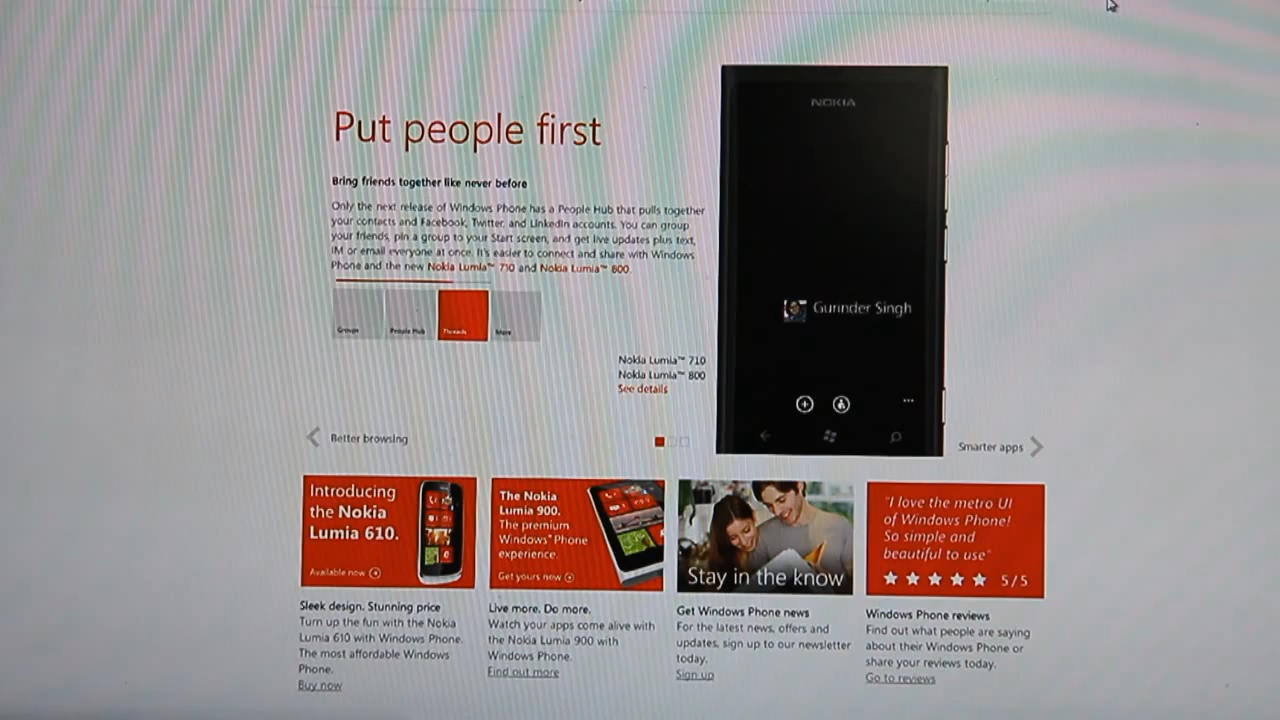 Put people first
Bring friends together like never before
Only the next release of Windows Phone has a People Hub that pulls together
your contacts and Facebook, Twitter, and LinkedIn accounts. You can group
your friends, pin a group to your Start screen, and get live updates plus text,
IM or email everyone at once. It's easier to connect and share with Windows
Phone and the new Nokia Lumia™ 710 and Nokia Lumia™ 800.
Groups
People Hub
Threads
More
Nokia Lumia™ 710
Nokia Lumia™ 800
See details
NOKIA
Gurinder Singh
Better browsing
Smarter apps
Introducing
the Nokia
Lumia 610.
Available now
The Nokia
Lumia 900.
The premium
Windows® Phone
experience.
Get yours now
Stay in the know
"I love the metro UI
of Windows Phone!
So simple and
beautiful to use"
5/5
Sleek design. Stunning price
Turn up the fun with the Nokia
Lumia 610 with Windows Phone.
The most affordable Windows
Phone.
Buy now
Live more. Do more.
Watch your apps come alive with
the Nokia Lumia 900 with
Windows Phone.
Find out more
Get Windows Phone news
For the latest news, offers and
updates, sign up to our newsletter
today.
Sign up
Windows Phone reviews
Find out what people are saying
about their Windows Phone or
share your reviews today.
Go to reviews